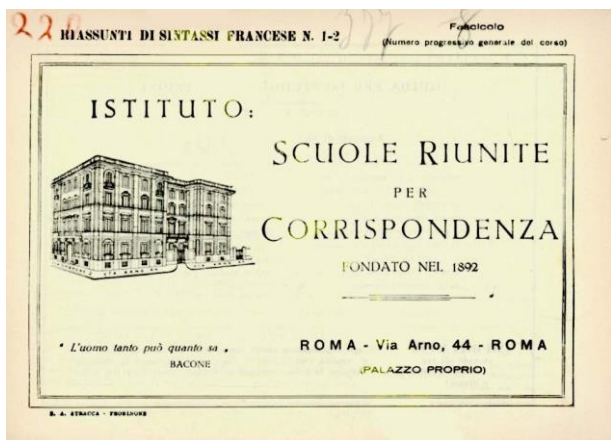 228
RIASSUNTI DI SINTASSI FRANCESE N. 1-2
Fascicolo
(Numero progressivo generale del corso)
ISTITUTO:
SCUOLE RIUNITE
PER
CORRISPONDENZA
FONDATO NEL 1892
" L'uomo tanto può quanto sa „
BACONE
ROMA - Via Arno, 44 - ROMA
(PALAZZO PROPRIO)
S. A. STRACCA - FROSINONE